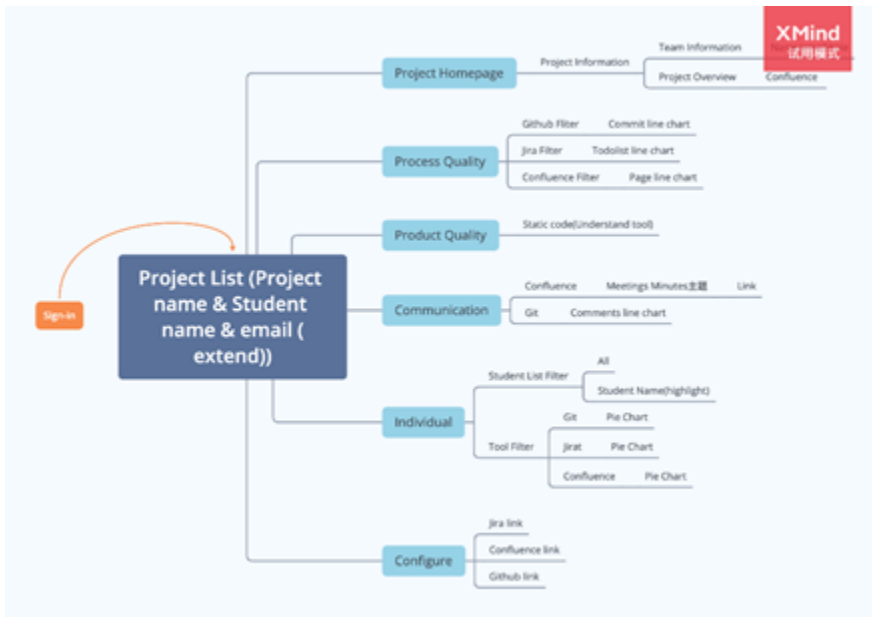 XMind
试用模式
Project Homepage
Project Information
Team Information
Project Overview
Confluence
Process Quality
Github Fliter
Commit line chart
Jira Filter
Todolist line chart
Confluence Filter
Page line chart
Product Quality
Static code(Understand tool)
Sign-in
Project List (Project
name & Student
name & email (
extend))
Communication
Confluence
Meetings Minutes主题
Link
Git
Comments line chart
Individual
Student List Filter
All
Student Name(highlight)
Tool Filter
Git
Pie Chart
Jirat
Pie Chart
Confluence
Pie Chart
Configure
Jira link
Confluence link
Github link